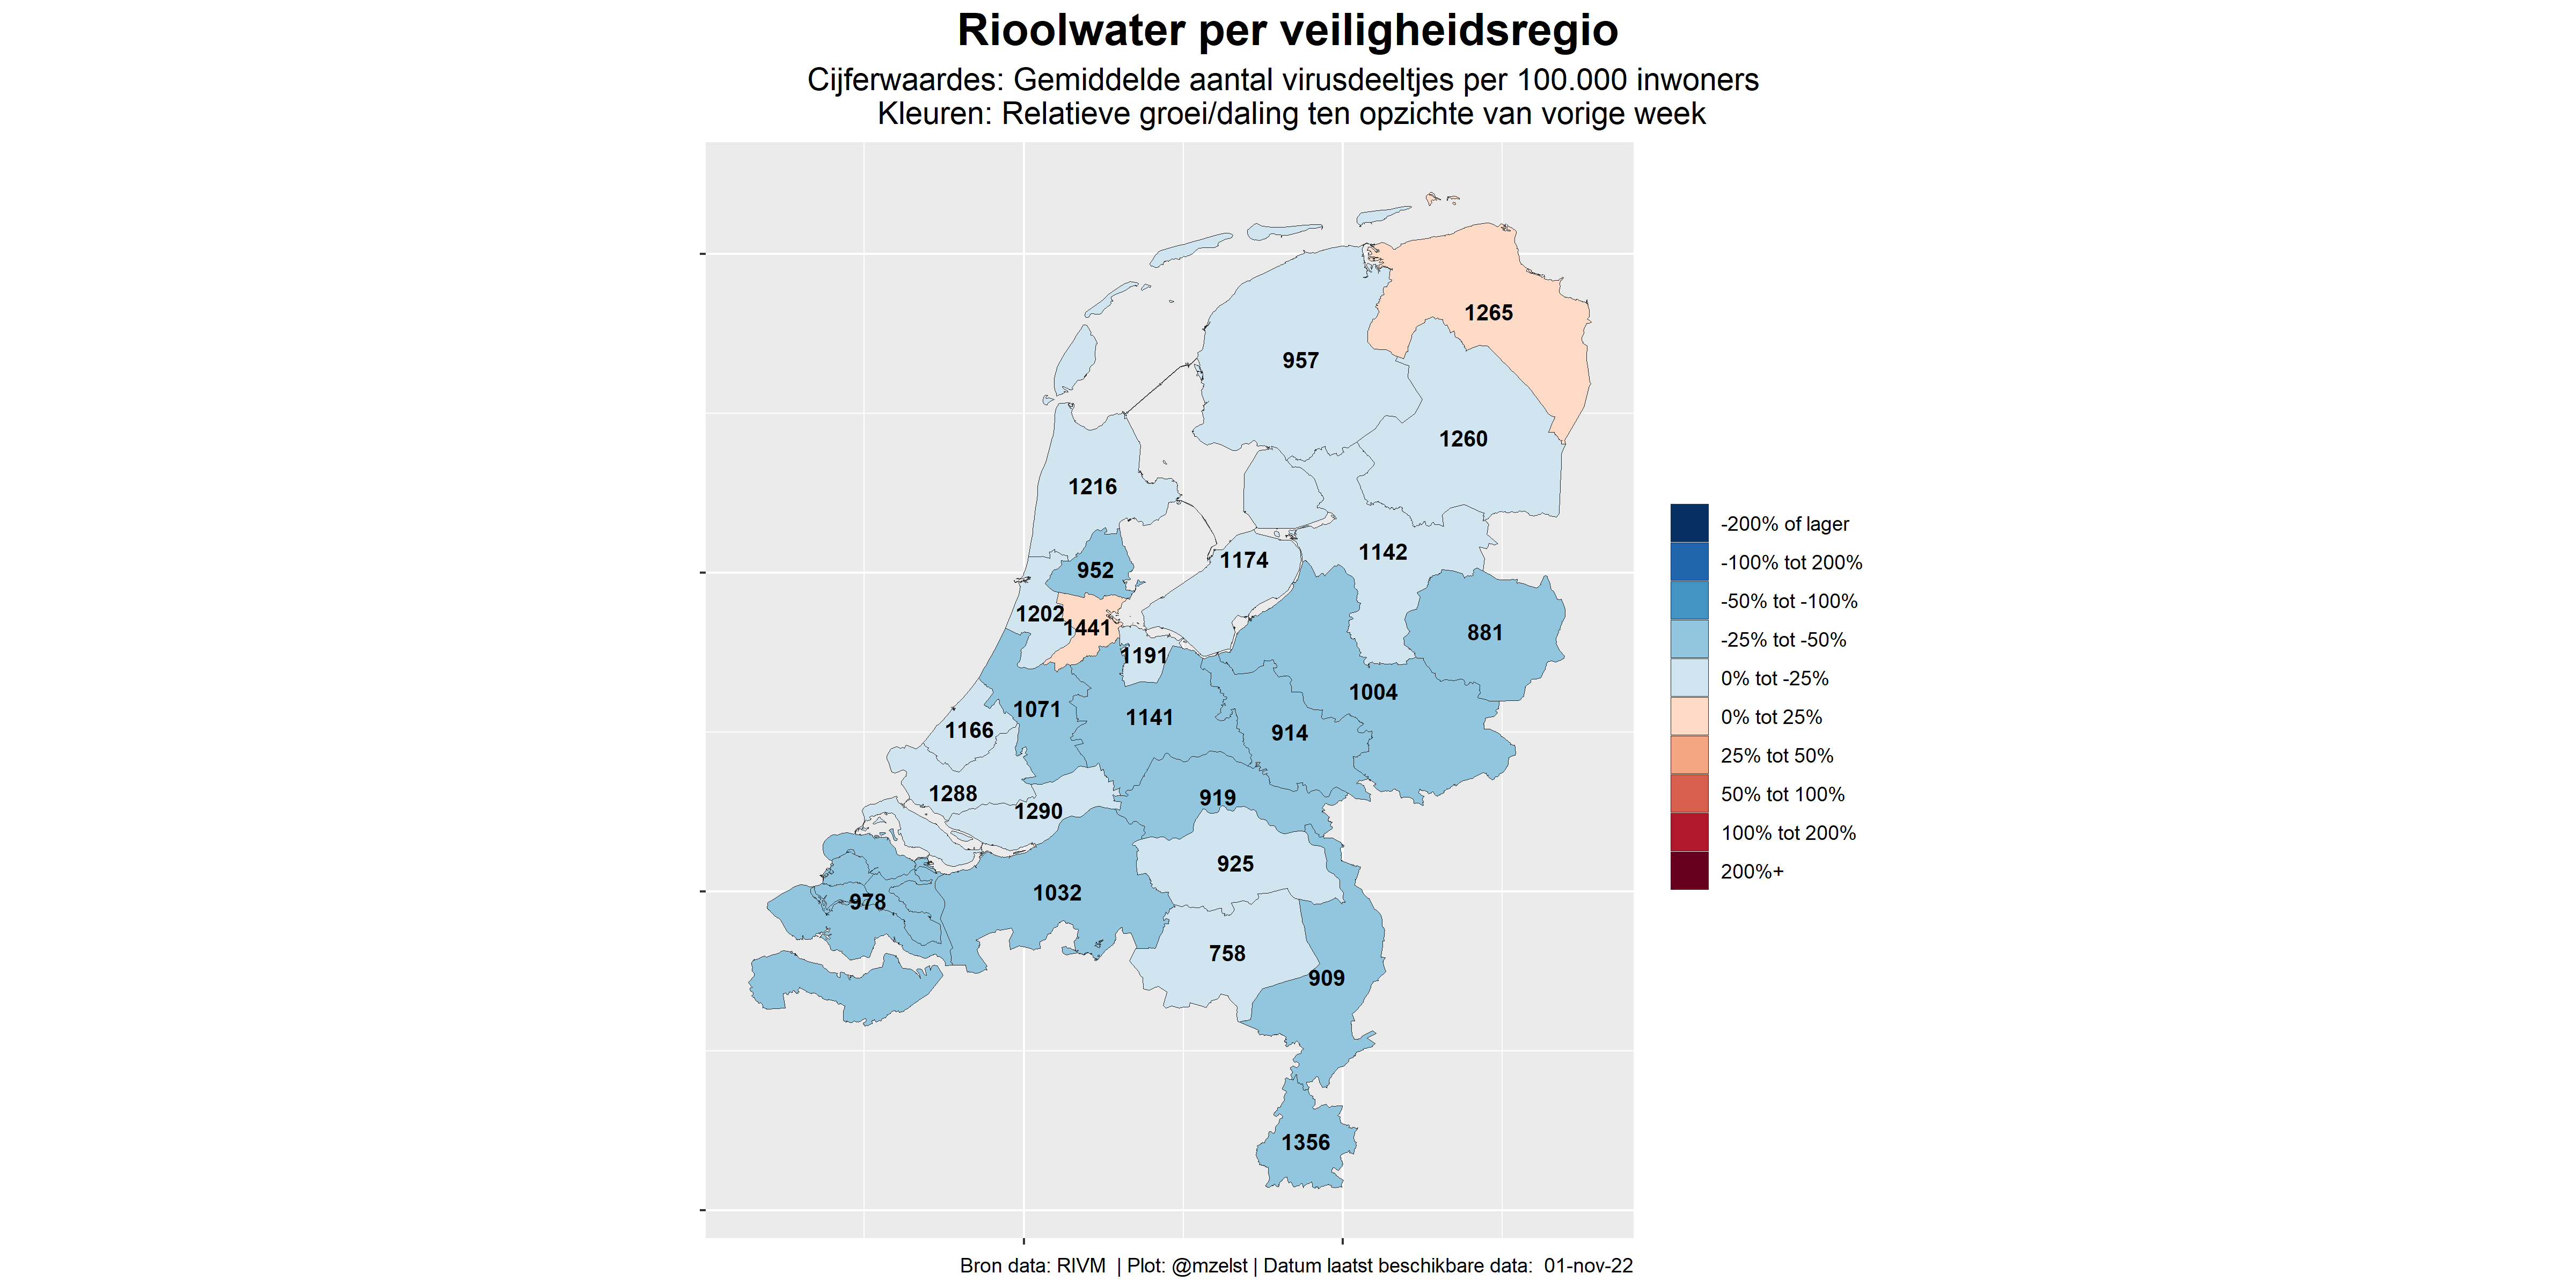 Rioolwater per veiligheidsregio
Cijferwaardes: Gemiddelde aantal virusdeeltjes per 100.000 inwoners
Kleuren: Relatieve groei/daling ten opzichte van vorige week
1265
957
1260
1216
1174
1142
952
1202
1441
881
1191
1004
1071
1141
1166
914
1288
919
1290
925
1032
978
758
909
1356
-200% of lager
-100% tot 200%
-50% tot -100%
-25% tot -50%
0% tot -25%
0% tot 25%
25% tot 50%
50% tot 100%
100% tot 200%
200%+
Bron data: RIVM | Plot: @mzelst | Datum laatst beschikbare data: 01-nov-22